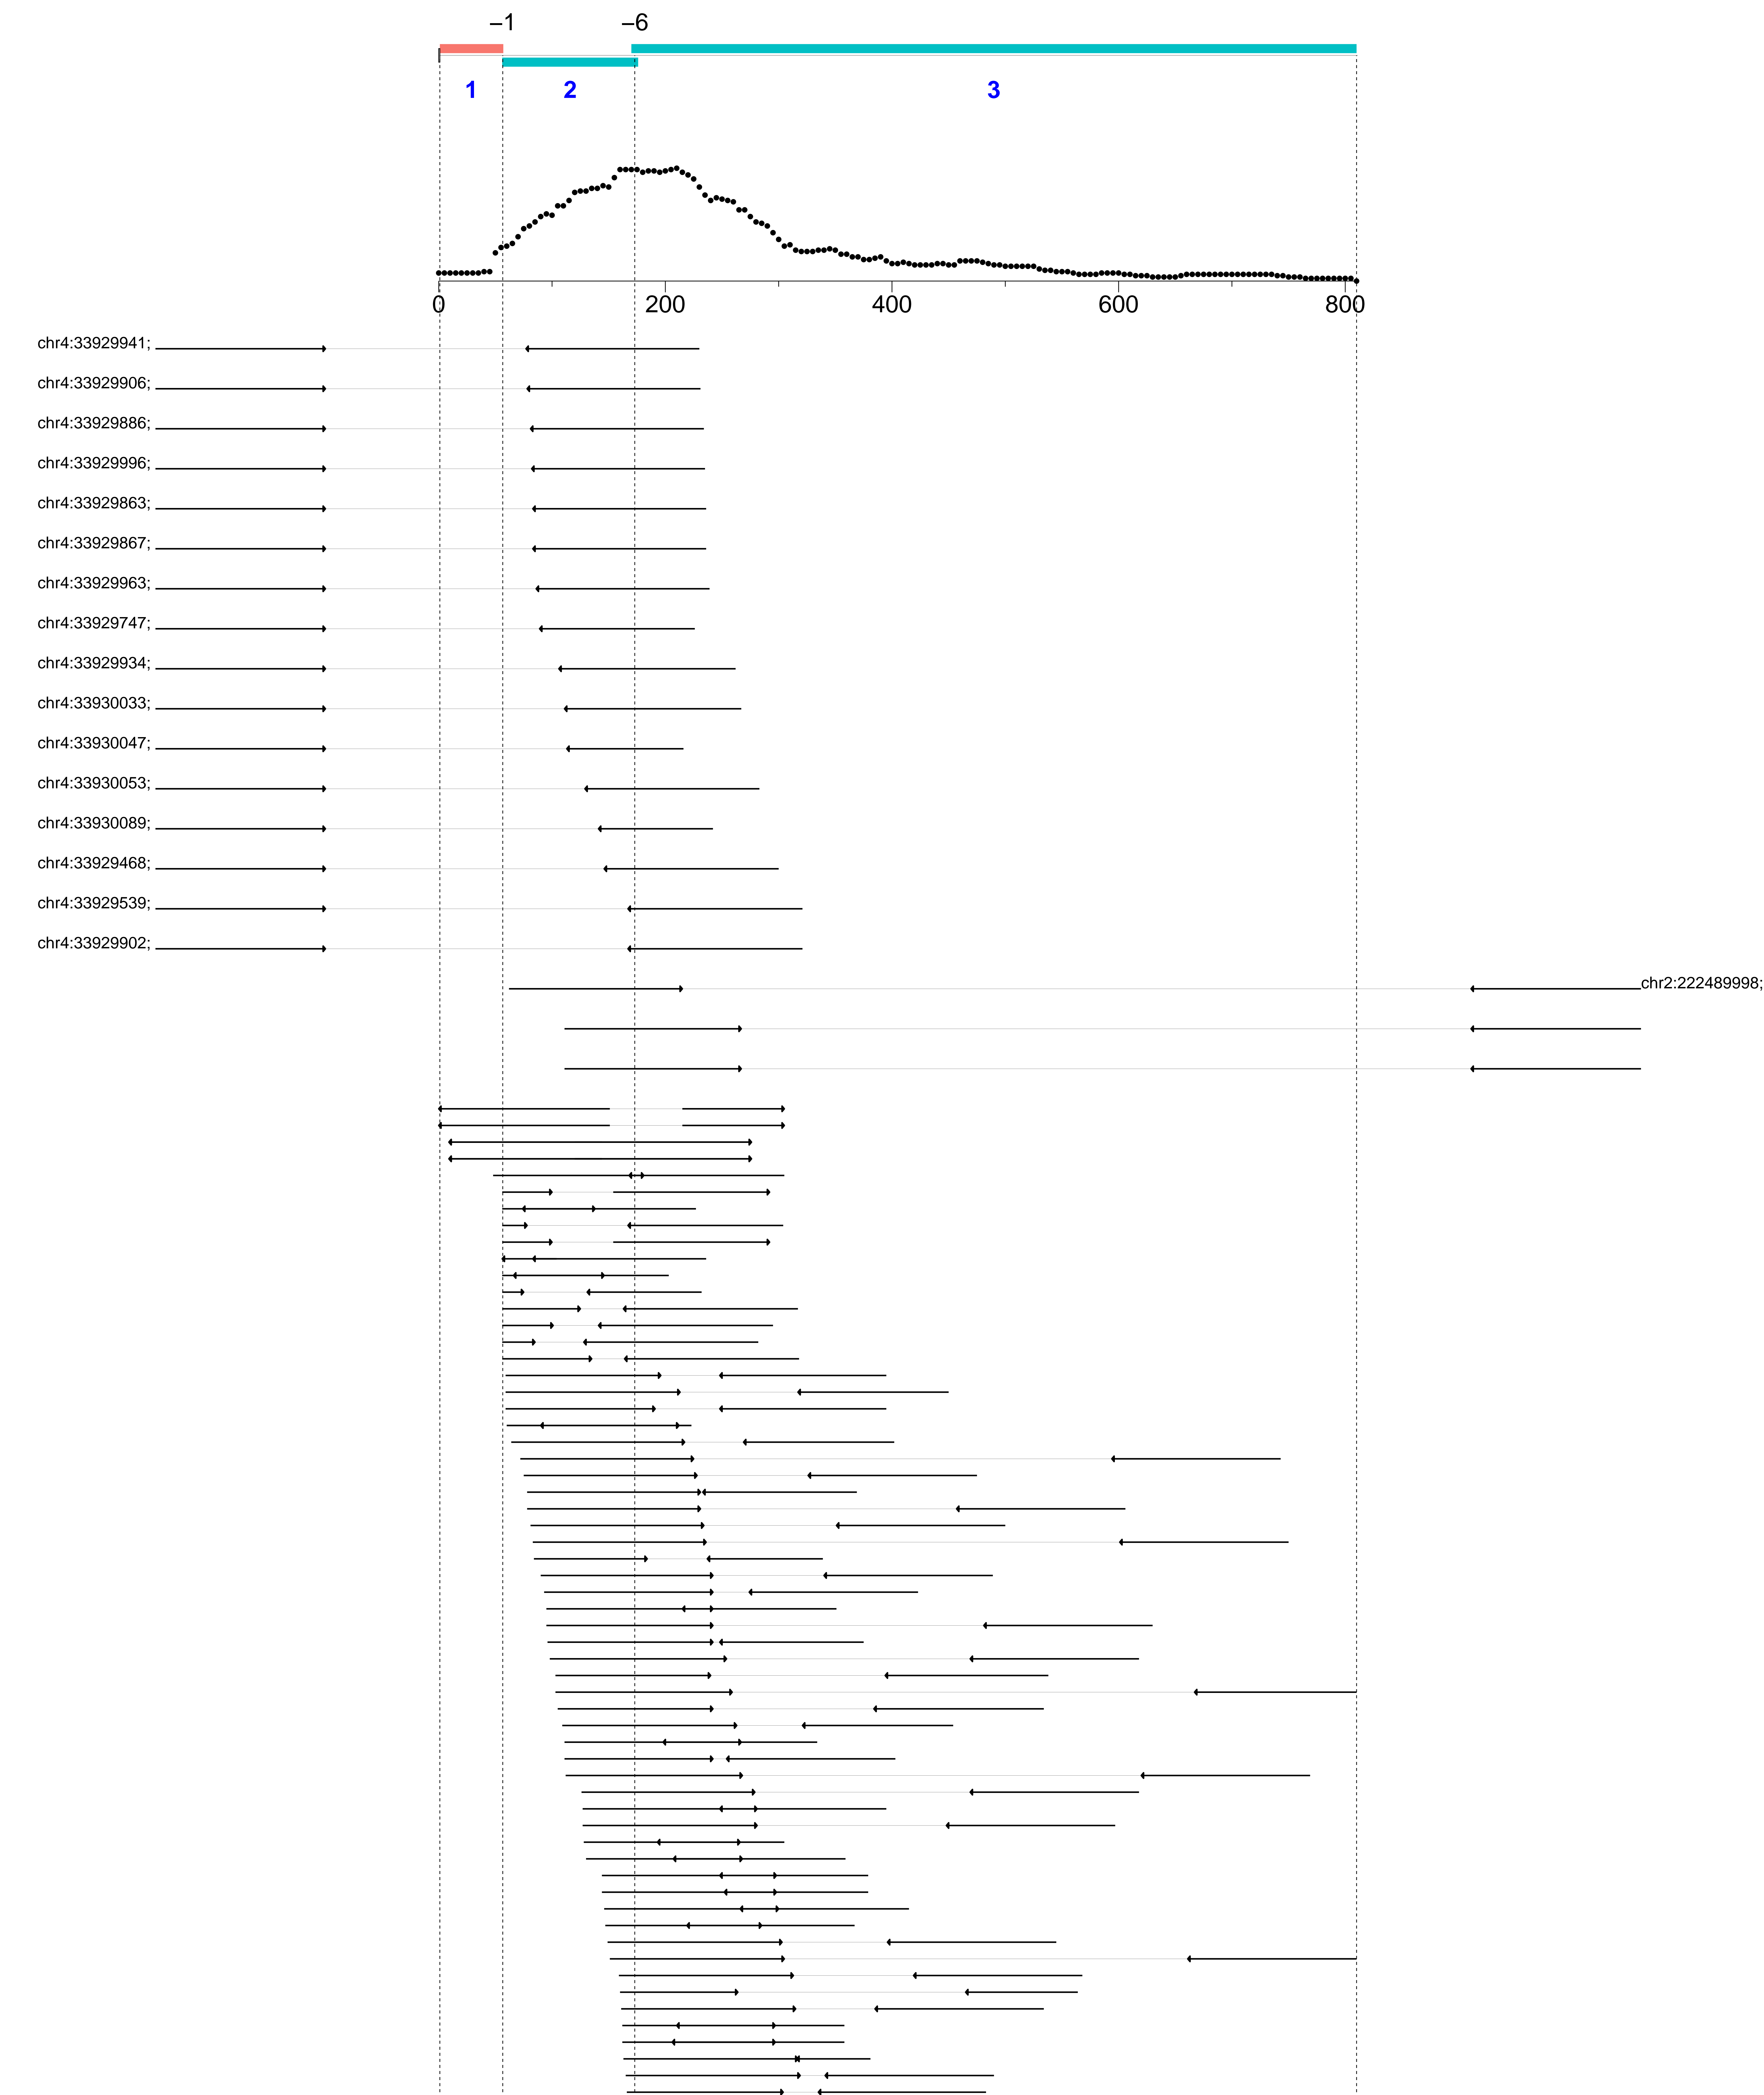 –1 –6
1 2 3
0 200 400 600 800
chr4:33929941;
chr4:33929906;
chr4:33929886;
chr4:33929996;
chr4:33929863;
chr4:33929867;
chr4:33929963;
chr4:33929747;
chr4:33929934;
chr4:33930033;
chr4:33930047;
chr4:33930053;
chr4:33930089;
chr4:33929468;
chr4:33929539;
chr4:33929902;
chr2:222489998;